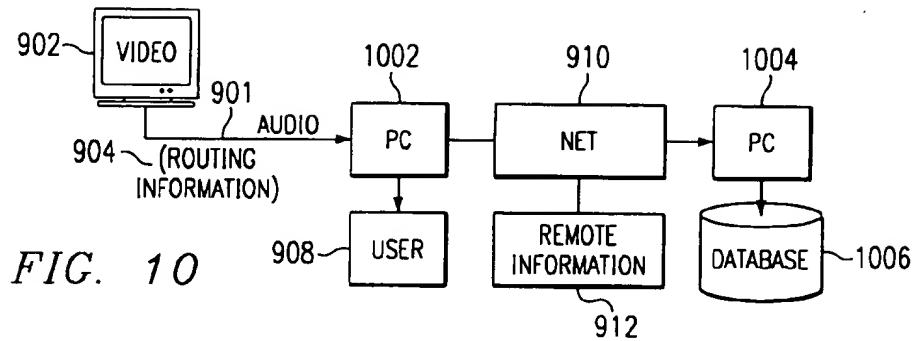 902
VIDEO
901
AUDIO
904
(ROUTING
INFORMATION)
1002
PC
908
USER
910
NET
REMOTE
INFORMATION
912
1004
PC
DATABASE
1006
FIG. 10